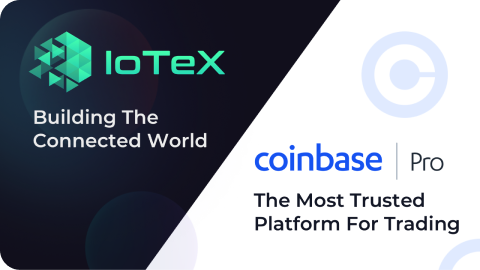 IoTeX
Building The
Connected World
coinbase | Pro
The Most Trusted
Platform For Trading